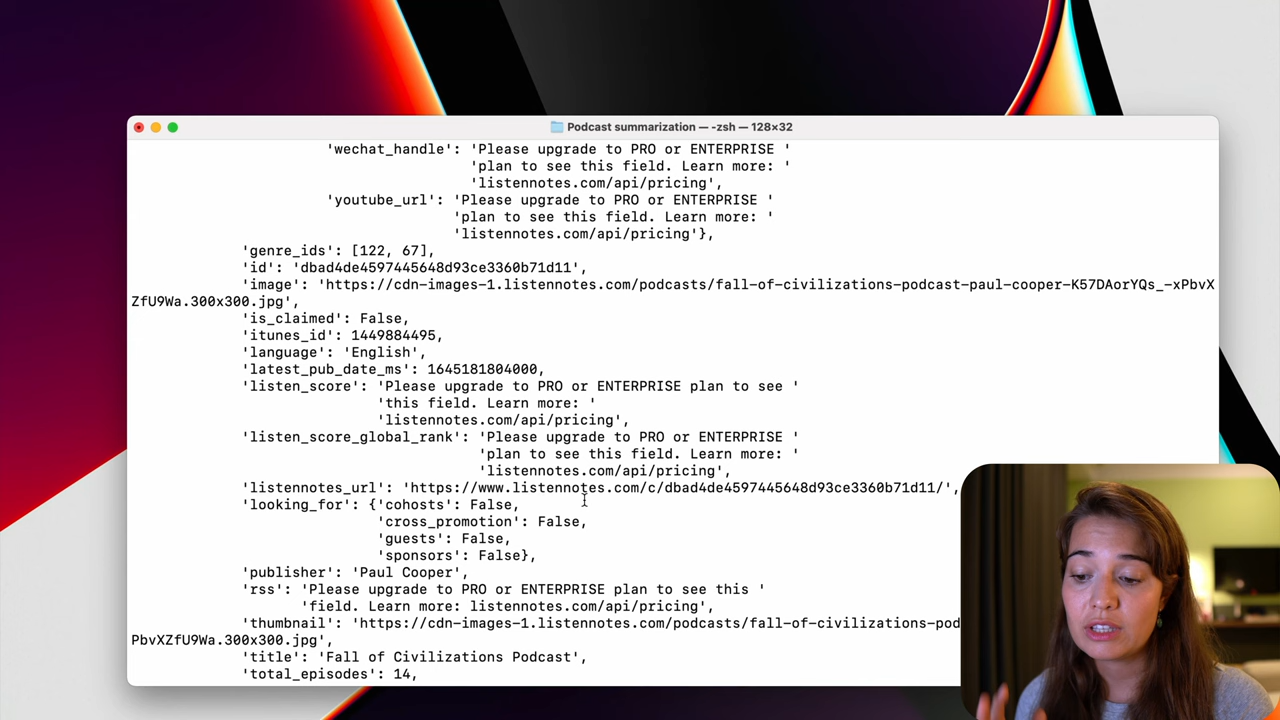 Podcast summarization — -zsh — 128×32
'wechat_handle': 'Please upgrade to PRO or ENTERPRISE '
'plan to see this field. Learn more: '
'listennotes.com/api/pricing',
'youtube_url': 'Please upgrade to PRO or ENTERPRISE '
'plan to see this field. Learn more: '
'listennotes.com/api/pricing'},
'genre_ids': [122, 67],
'id': 'dbad4de4597445648d93ce3360b71d11',
'image': 'https://cdn-images-1.listennotes.com/podcasts/fall-of-civilizations-podcast-paul-cooper-K57DAorYQs_-xPbvX
ZfU9Wa.300x300.jpg',
'is_claimed': False,
'itunes_id': 1449884495,
'language': 'English',
'latest_pub_date_ms': 1645181804000,
'listen_score': 'Please upgrade to PRO or ENTERPRISE plan to see '
'this field. Learn more: '
'listennotes.com/api/pricing',
'listen_score_global_rank': 'Please upgrade to PRO or ENTERPRISE '
'plan to see this field. Learn more: '
'listennotes.com/api/pricing',
'listennotes_url': 'https://www.listennotes.com/c/dbad4de4597445648d93ce3360b71d11/',
'looking_for': {'cohosts': False,
'cross_promotion': False,
'guests': False,
'sponsors': False},
'publisher': 'Paul Cooper',
'rss': 'Please upgrade to PRO or ENTERPRISE plan to see this '
'field. Learn more: listennotes.com/api/pricing',
'thumbnail': 'https://cdn-images-1.listennotes.com/podcasts/fall-of-civilizations-pod
PbvXZfU9Wa.300x300.jpg',
'title': 'Fall of Civilizations Podcast',
'total_episodes': 14,